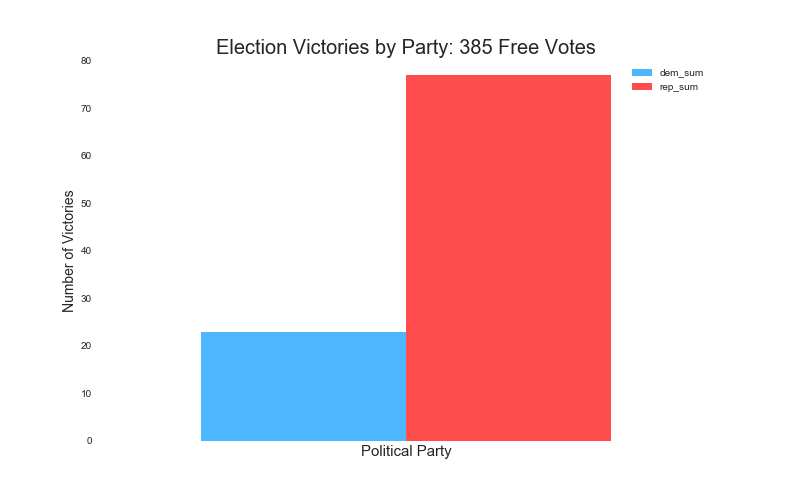 Election Victories by Party: 385 Free Votes
dem_sum
rep_sum
80
70
60
50
40
30
20
10
0
Number of Victories
Political Party